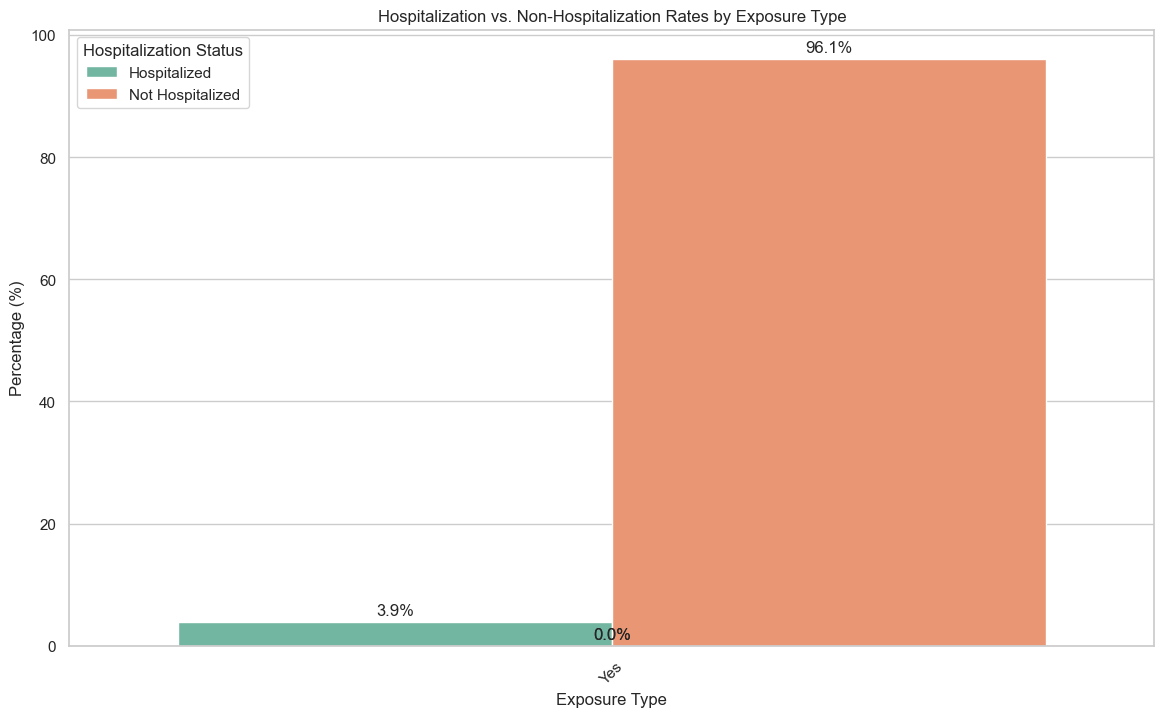 Hospitalization vs. Non-Hospitalization Rates by Exposure Type
Hospitalization Status
Hospitalized
Not Hospitalized
Percentage (%)
100
80
60
40
20
0
96.1%
3.9%
0.0%
Yes
Exposure Type